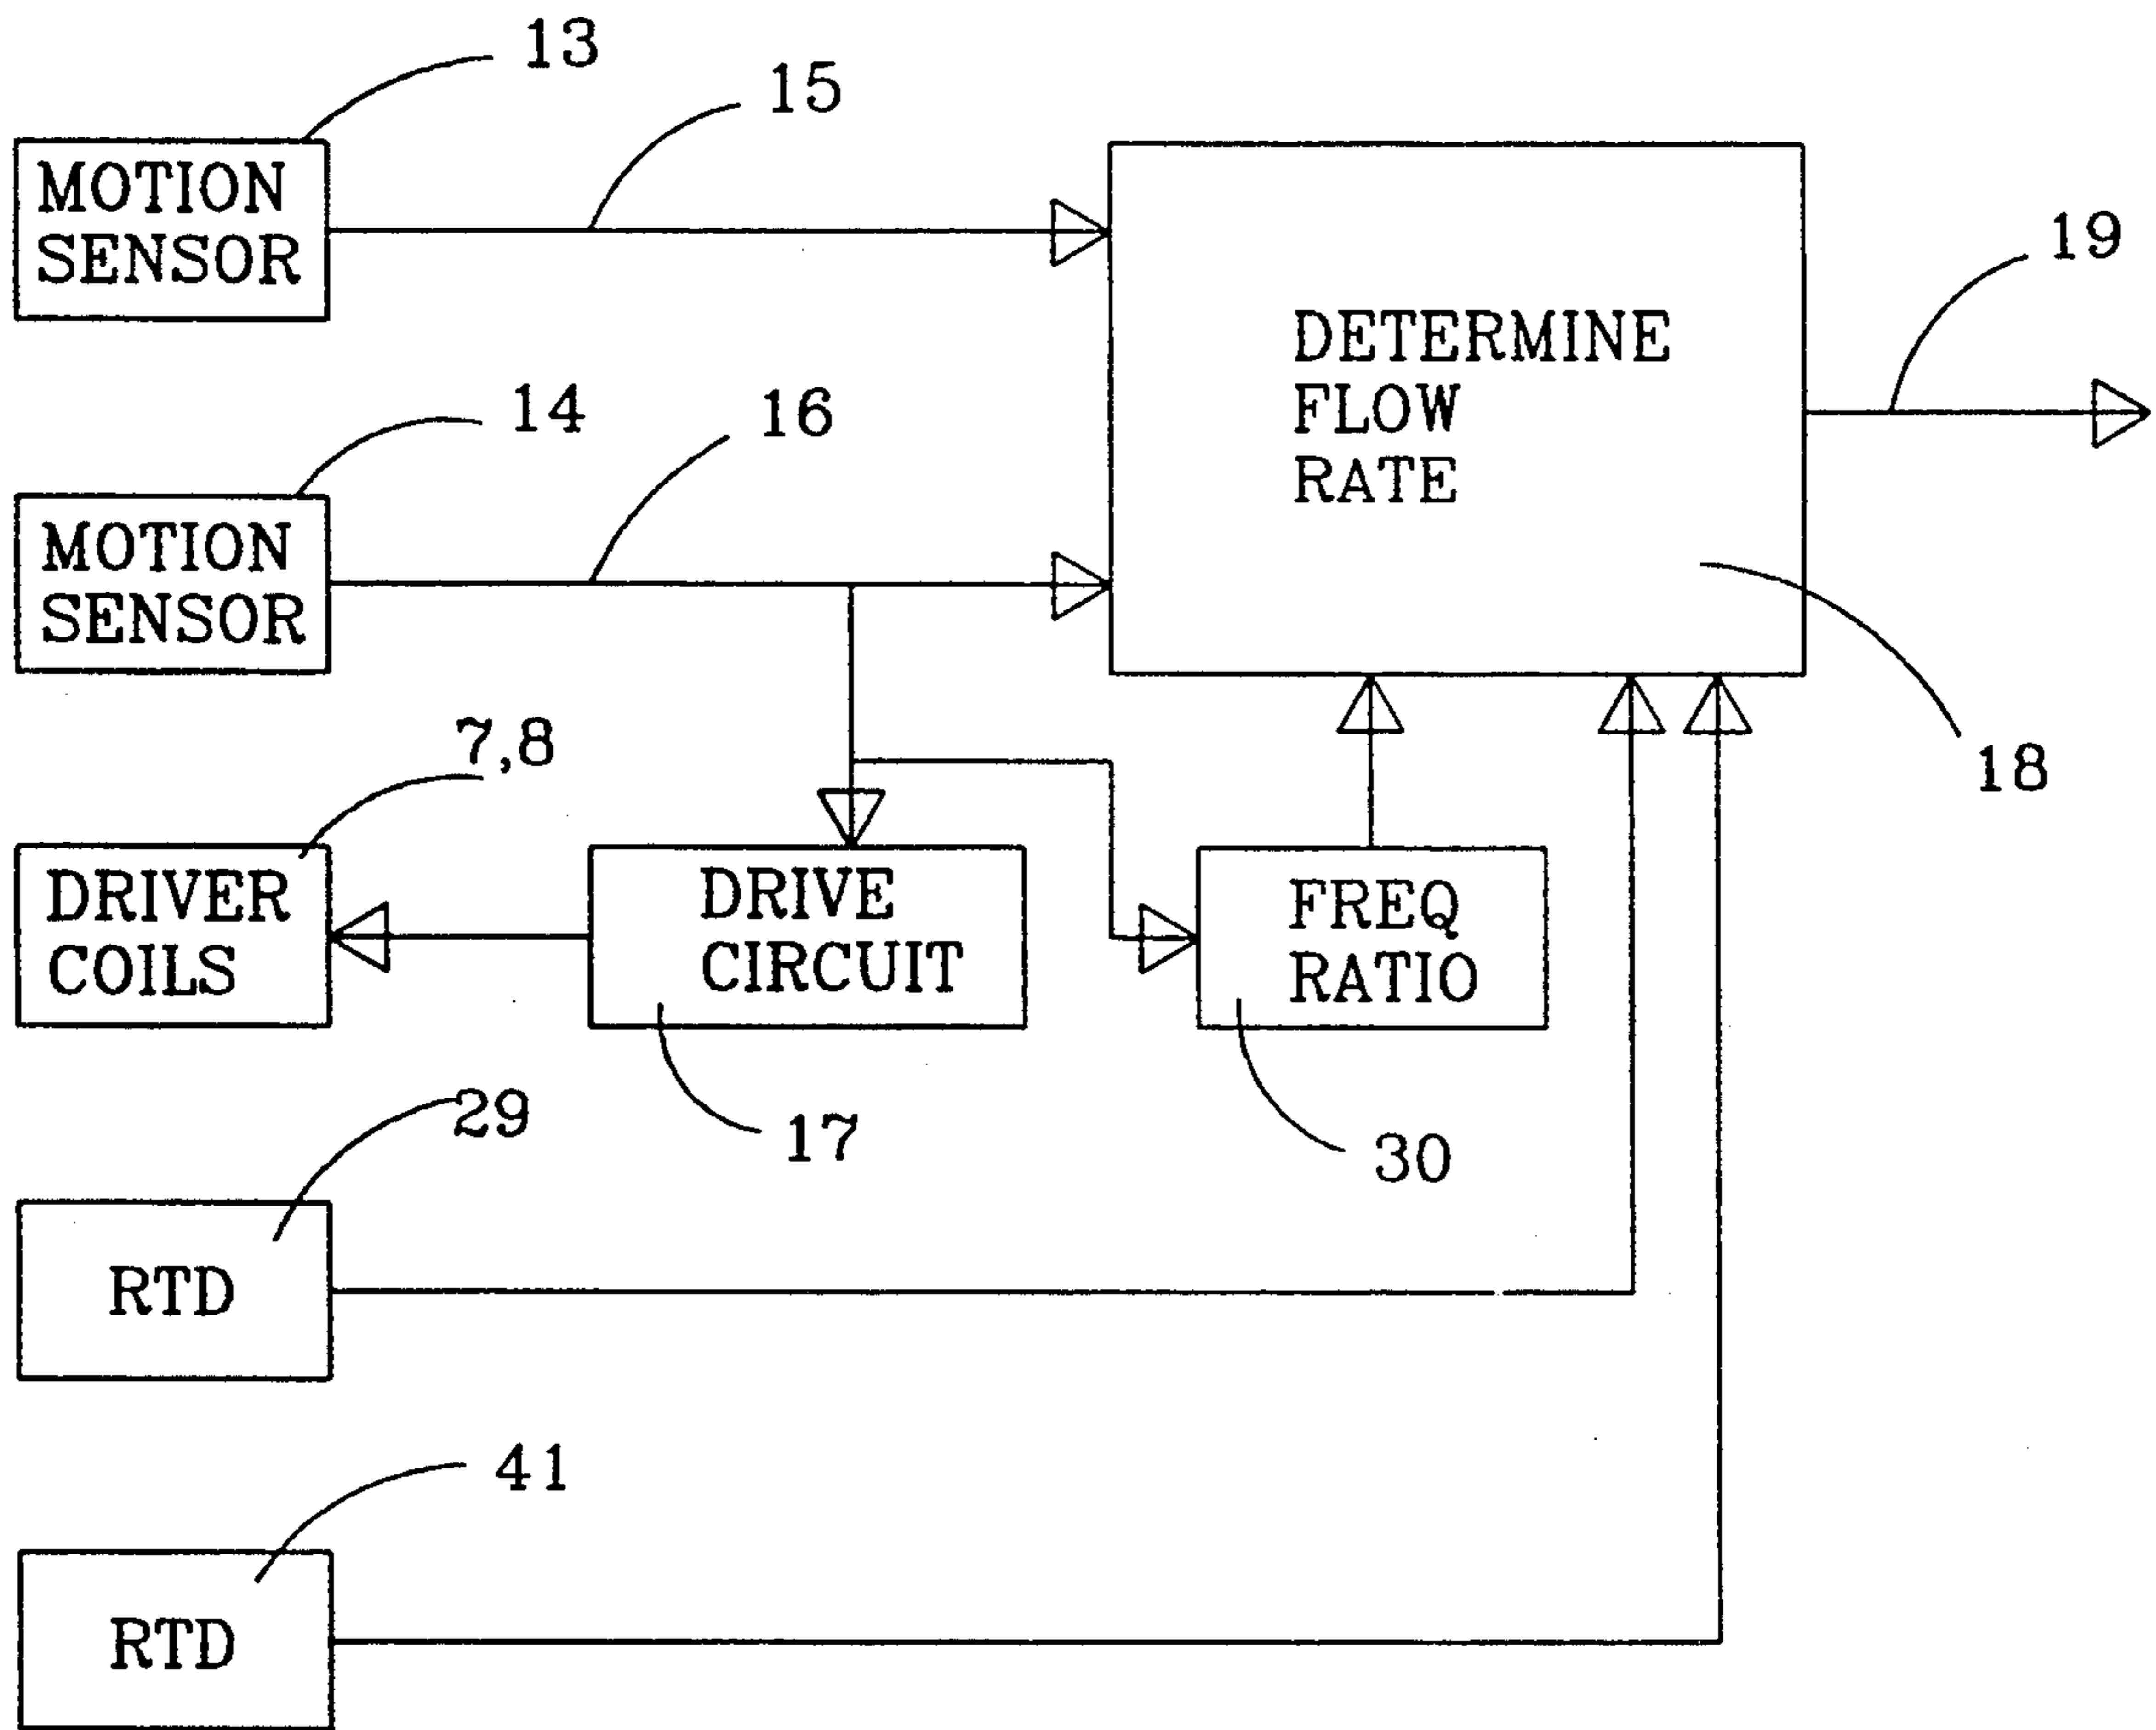 13
15
MOTION
SENSOR
19
DETERMINE
FLOW
RATE
14
16
MOTION
SENSOR
7,8
18
DRIVER
COILS
DRIVE
CIRCUIT
FREQ
RATIO
29
17
30
RTD
41
RTD